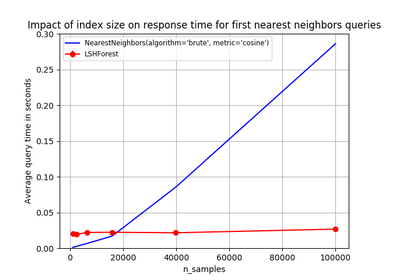 Impact of index size on response time for first nearest neighbors queries
NearestNeighbors(algorithm='brute', metric='cosine')
LSHForest
Average query time in seconds
0.30
0.25
0.20
0.15
0.10
0.05
0.00
0 20000 40000 60000 80000 100000
n_samples